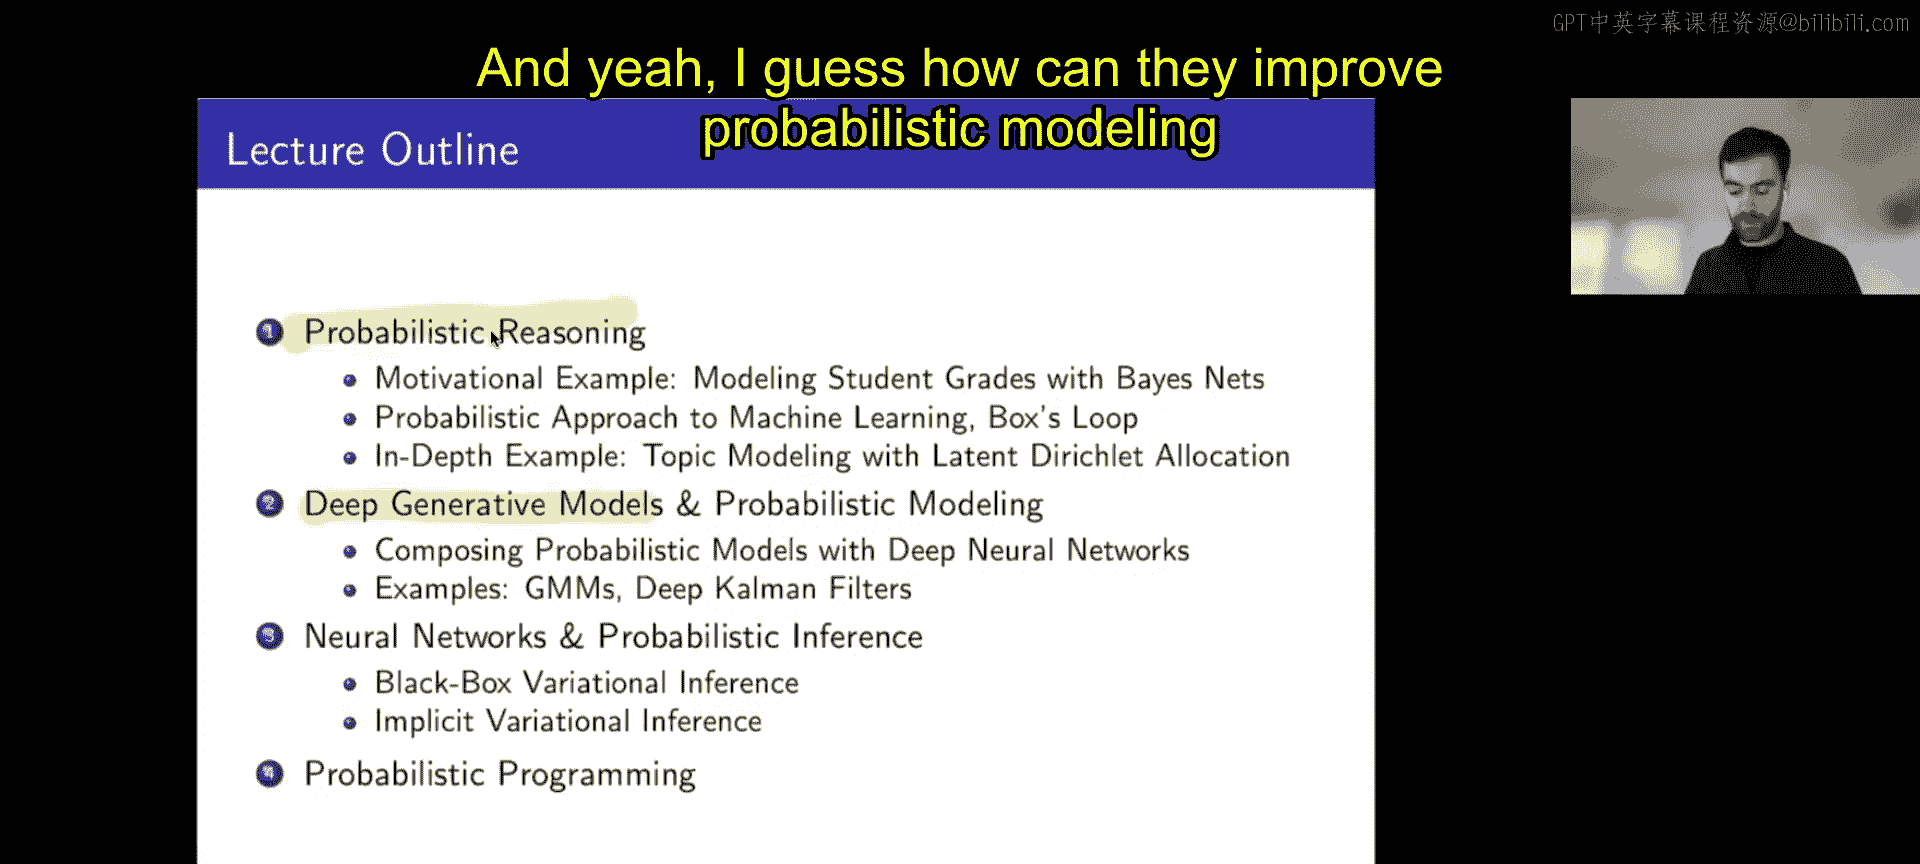 GPT中英字幕课程资源@bilibili.com
And yeah, I guess how can they improve
probabilistic modeling
Lecture Outline
1 Probabilistic Reasoning
Motivational Example: Modeling Student Grades with Bayes Nets
Probabilistic Approach to Machine Learning, Box's Loop
In-Depth Example: Topic Modeling with Latent Dirichlet Allocation
2 Deep Generative Models & Probabilistic Modeling
Composing Probabilistic Models with Deep Neural Networks
Examples: GMMs, Deep Kalman Filters
3 Neural Networks & Probabilistic Inference
Black-Box Variational Inference
Implicit Variational Inference
4 Probabilistic Programming